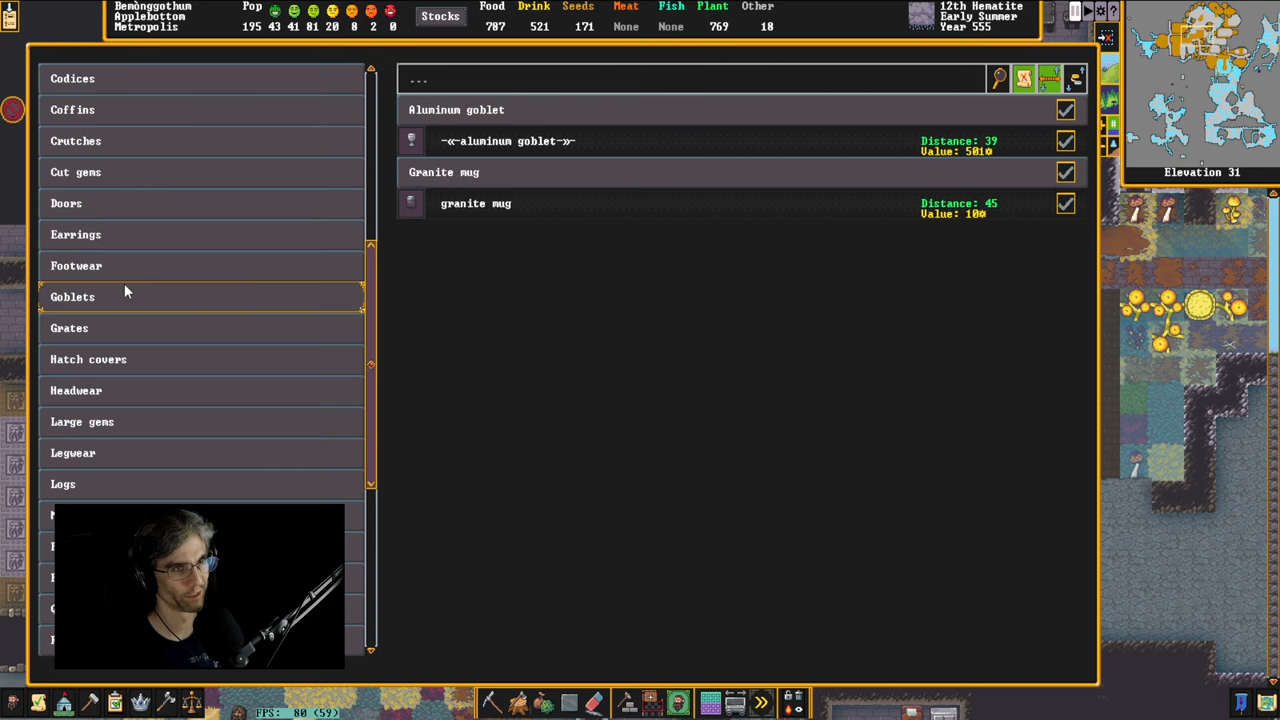 Bemönggothum
Applebottom
Metropolis
Pop
195 43 41 81 20 8 2 0
Stocks
Food Drink Seeds Meat Fish Plant Other
787 521 171 None None 769 18
12th Hematite
Early Summer
Year 555
Elevation 31
Codices
Coffins
Crutches
Cut gems
Doors
Earrings
Footwear
Goblets
Grates
Hatch covers
Headwear
Large gems
Legwear
Logs
...
Aluminum goblet
-«-aluminum goblet-»-
Distance: 39
Value: 501☼
Granite mug
granite mug
Distance: 45
Value: 10☼
FPS: 80 (59)